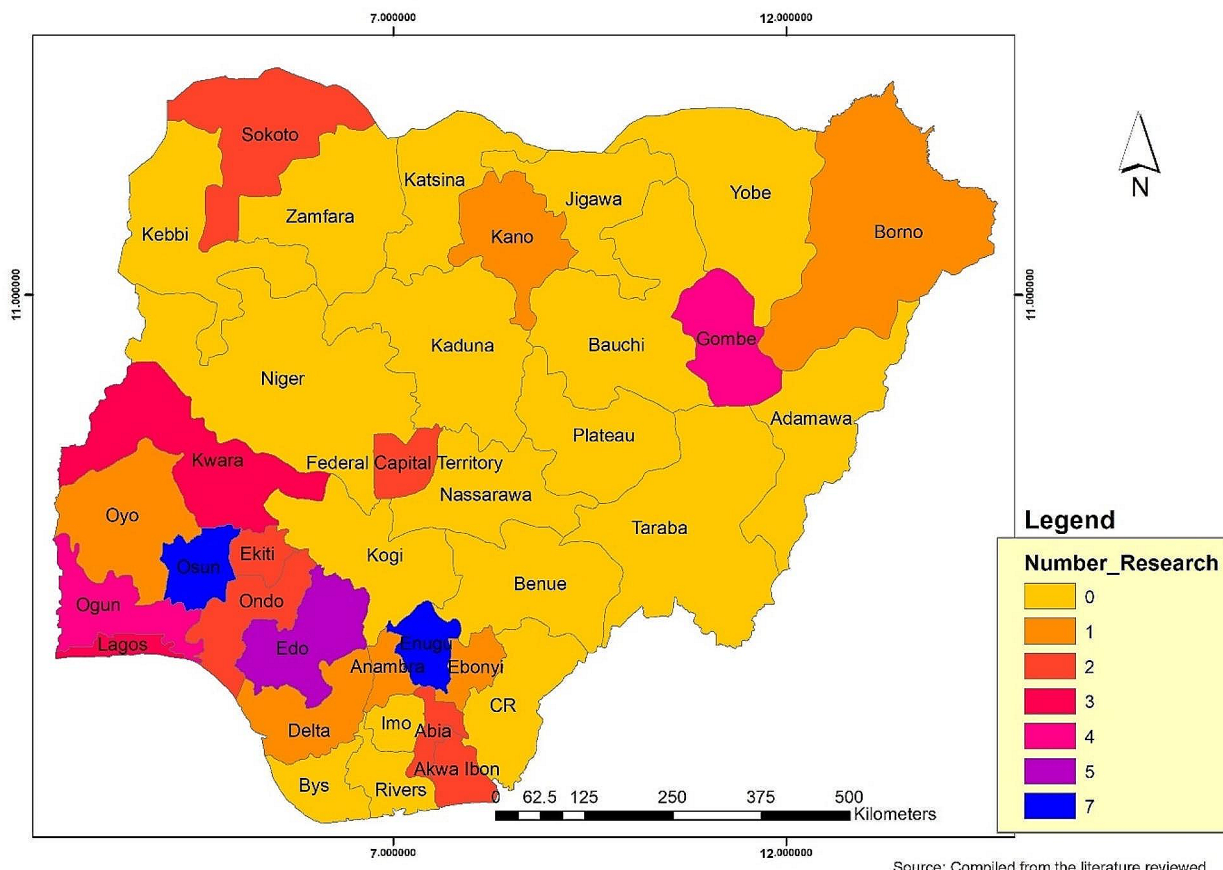 7.000000
12.000000
Sokoto
Katsina
Jigawa
Yobe
Zamfara
Kebbi
Kano
Borno
N
11.000000
11.000000
Kaduna
Bauchi
Gombe
Niger
Adamawa
Plateau
Kwara
Federal Capital Territory
Nassarawa
Oyo
Taraba
Kogi
Ekiti
Osun
Benue
Ondo
Ogun
Lagos
Edo
Enugu
Anambra
Ebonyi
CR
Delta
Imo
Abia
Akwa Ibon
Bys
Rivers
0 62.5 125 250 375 500
Kilometers
Legend
Number_Research
0
1
2
3
4
5
7
7.000000
12.000000
Source: Compiled from the literature reviewed